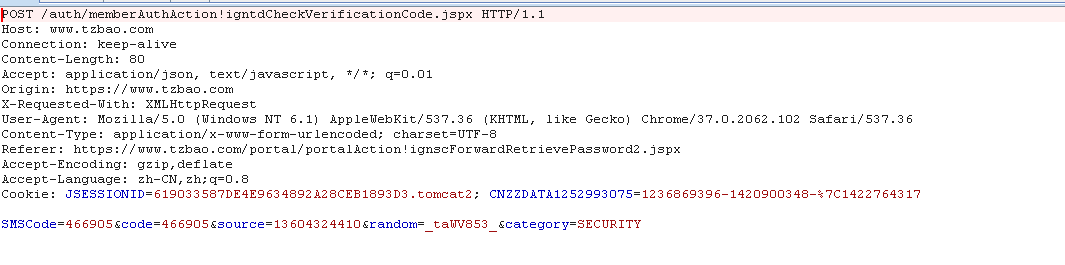 POST /auth/memberAuthAction!igntdCheckVerificationCode.jspx HTTP/1.1
Host: www.tzbao.com
Connection: keep-alive
Content-Length: 80
Accept: application/json, text/javascript, */*; q=0.01
Origin: https://www.tzbao.com
X-Requested-With: XMLHttpRequest
User-Agent: Mozilla/5.0 (Windows NT 6.1) AppleWebKit/537.36 (KHTML, like Gecko) Chrome/37.0.2062.102 Safari/537.36
Content-Type: application/x-www-form-urlencoded; charset=UTF-8
Referer: https://www.tzbao.com/portal/portalAction!ignscForwardRetrievePassword2.jspx
Accept-Encoding: gzip,deflate
Accept-Language: zh-CN,zh;q=0.8
Cookie: JSESSIONID=619033587DE4E9634892A28CEB1893D3.tomcat2; CNZZDATA1252993075=1236869396-1420900348-%7C1422764317
SMSCode=466905&code=466905&source=13604324410&random=_taWV853_&category=SECURITY